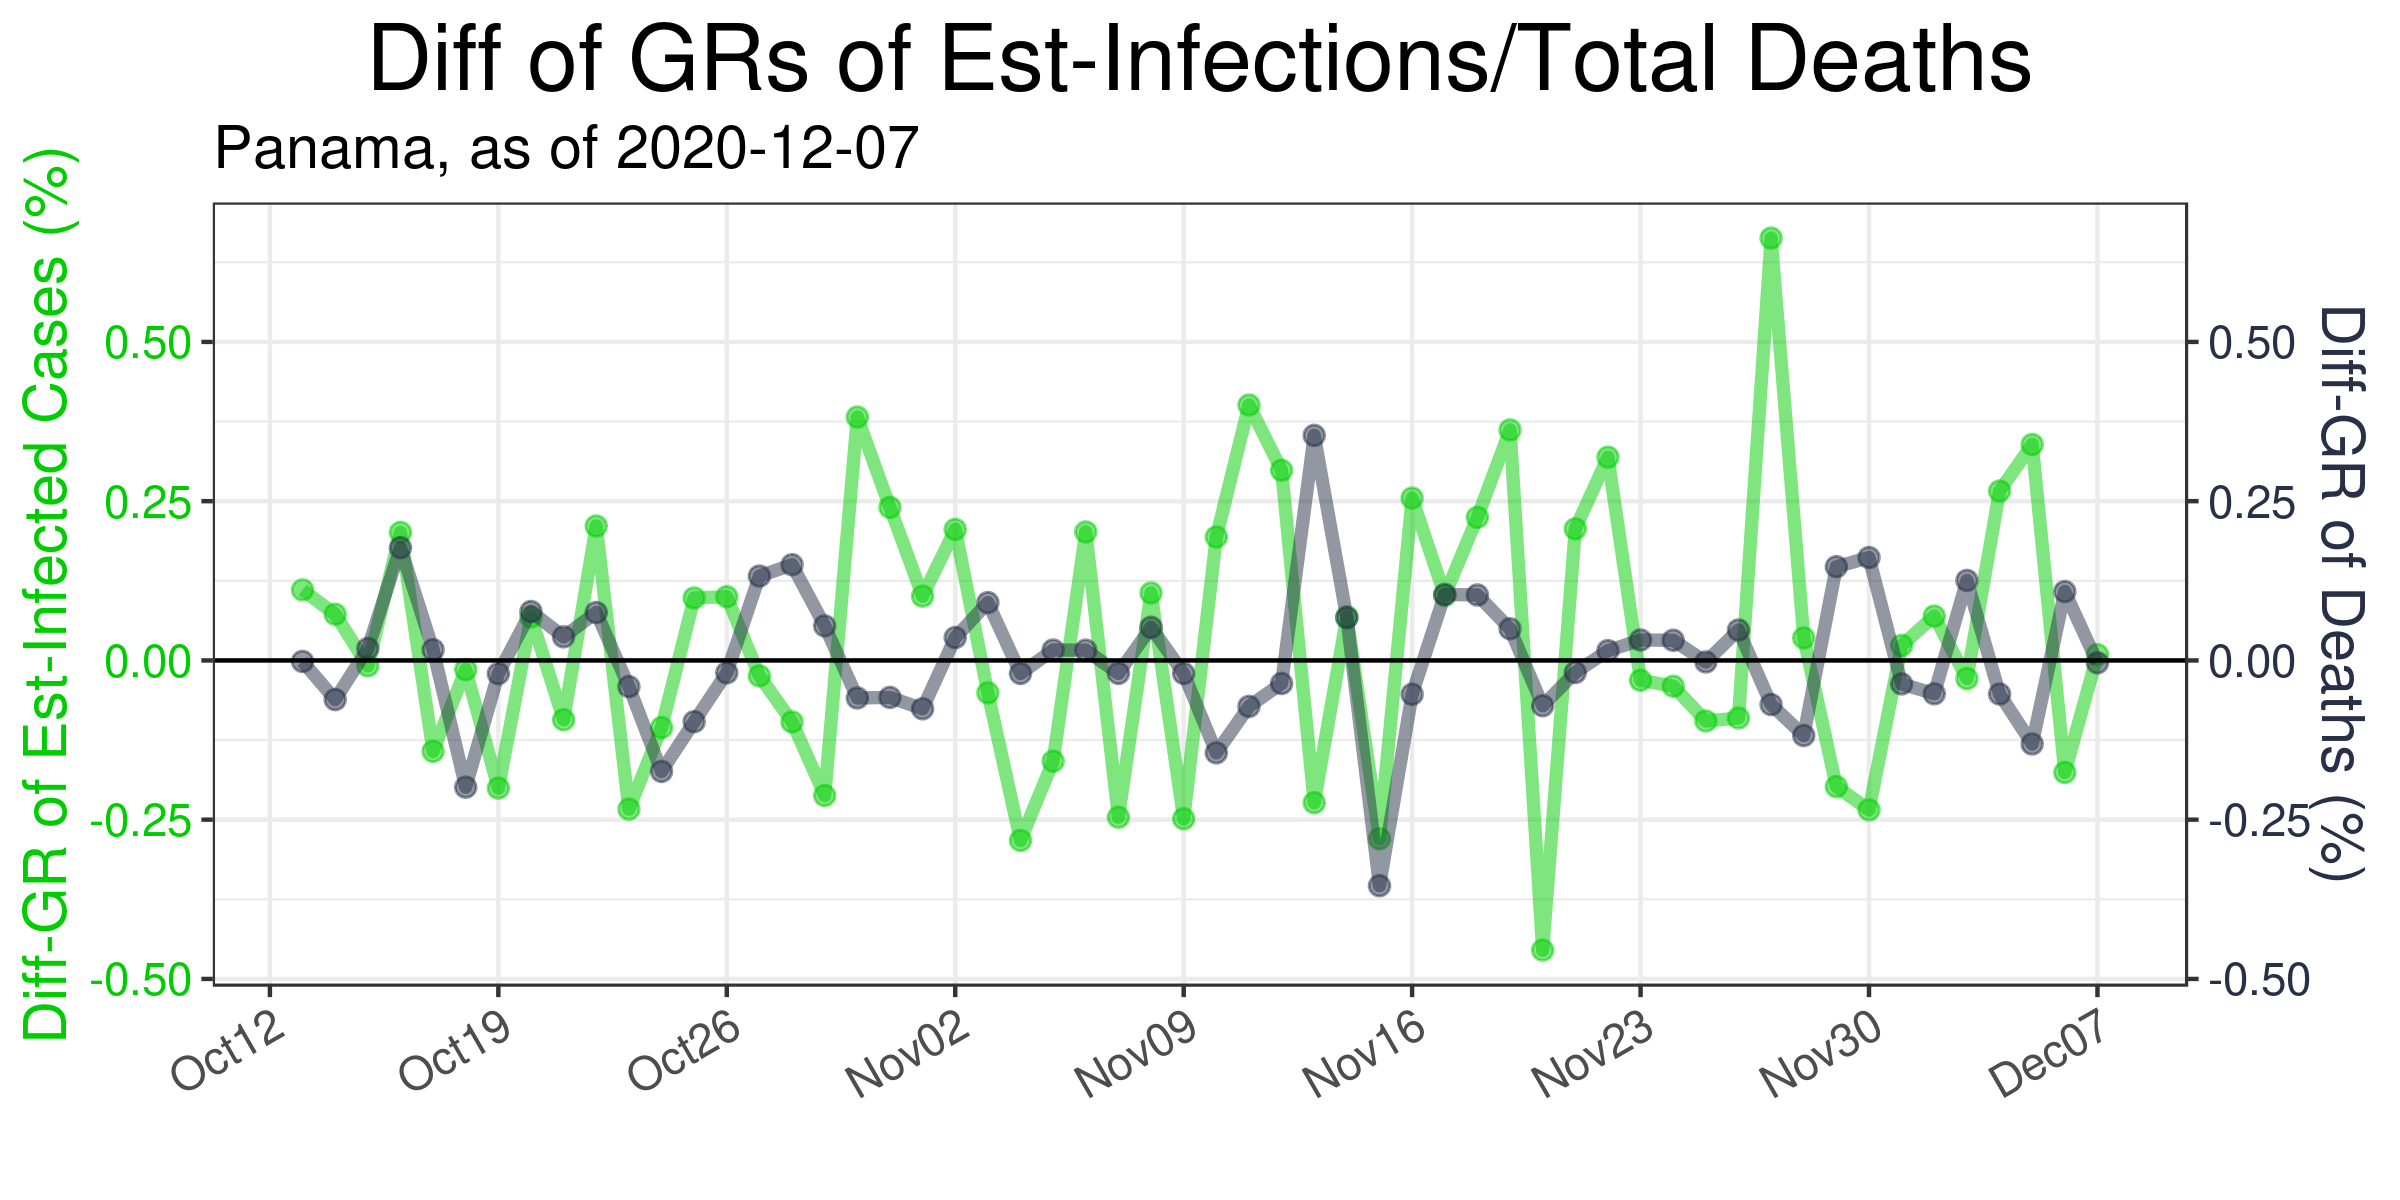 Diff of GRs of Est-Infections/Total Deaths
Panama, as of 2020-12-07
Diff-GR of Est-Infected Cases (%)
0.50
0.25
0.00
-0.25
-0.50
0.50
0.25
0.00
-0.25
-0.50
Diff-GR of Deaths (%)
Oct12
Oct19
Oct26
Nov02
Nov09
Nov16
Nov23
Nov30
Dec07